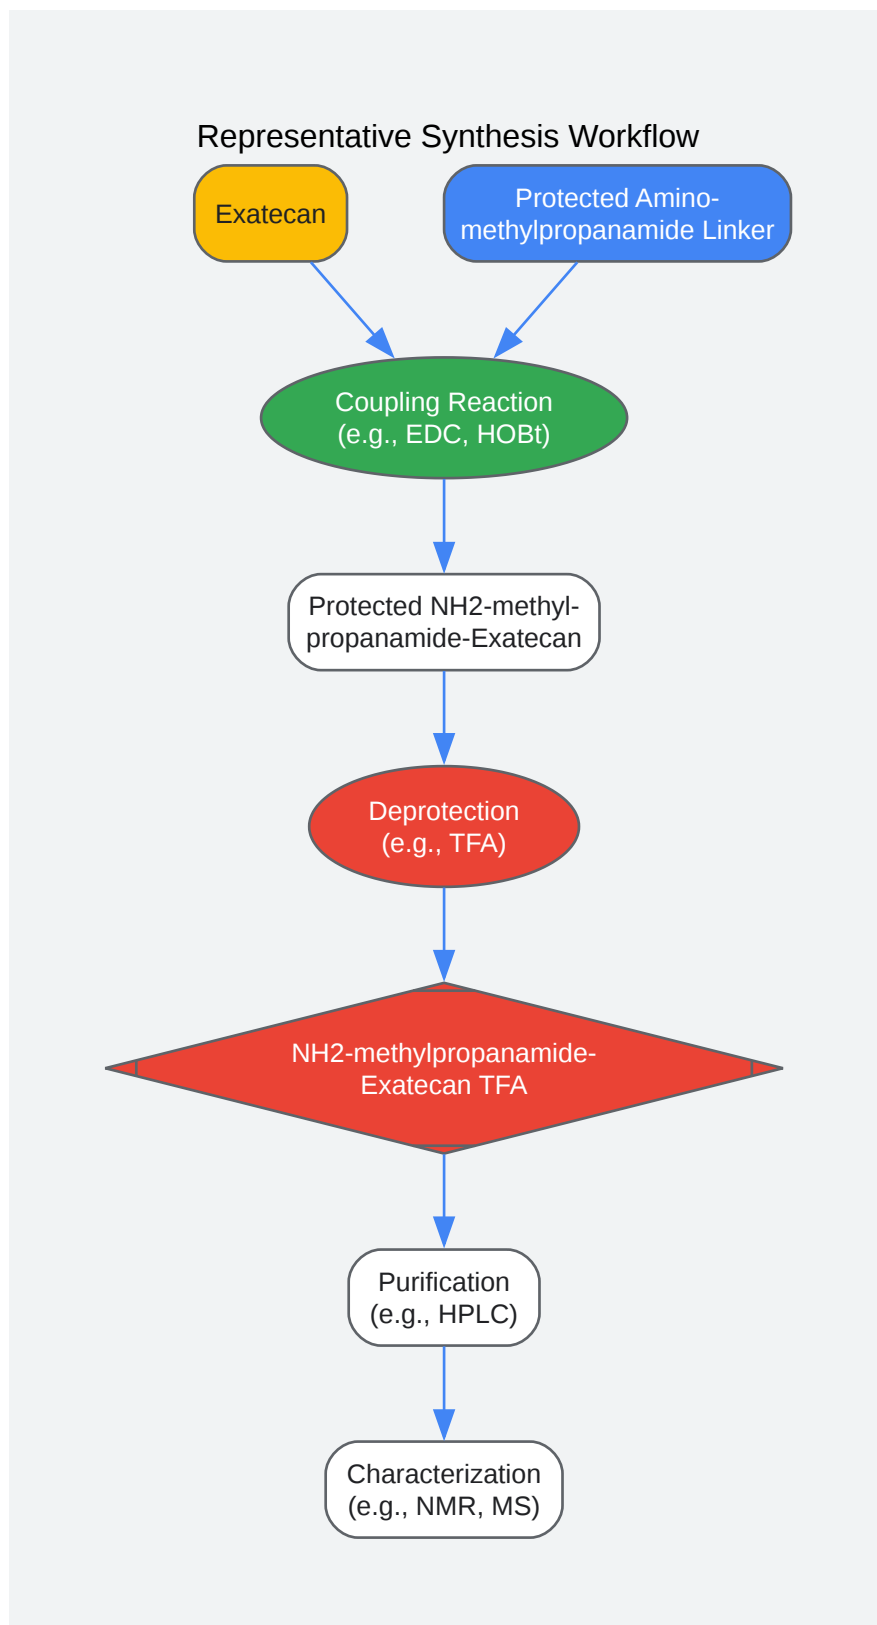 Representative Synthesis Workflow
Exatecan
Protected Amino-
methylpropanamide Linker
Coupling Reaction
(e.g., EDC, HOBt)
Protected NH2-methyl-
propanamide-Exatecan
Deprotection
(e.g., TFA)
NH2-methylpropanamide-
Exatecan TFA
Purification
(e.g., HPLC)
Characterization
(e.g., NMR, MS)